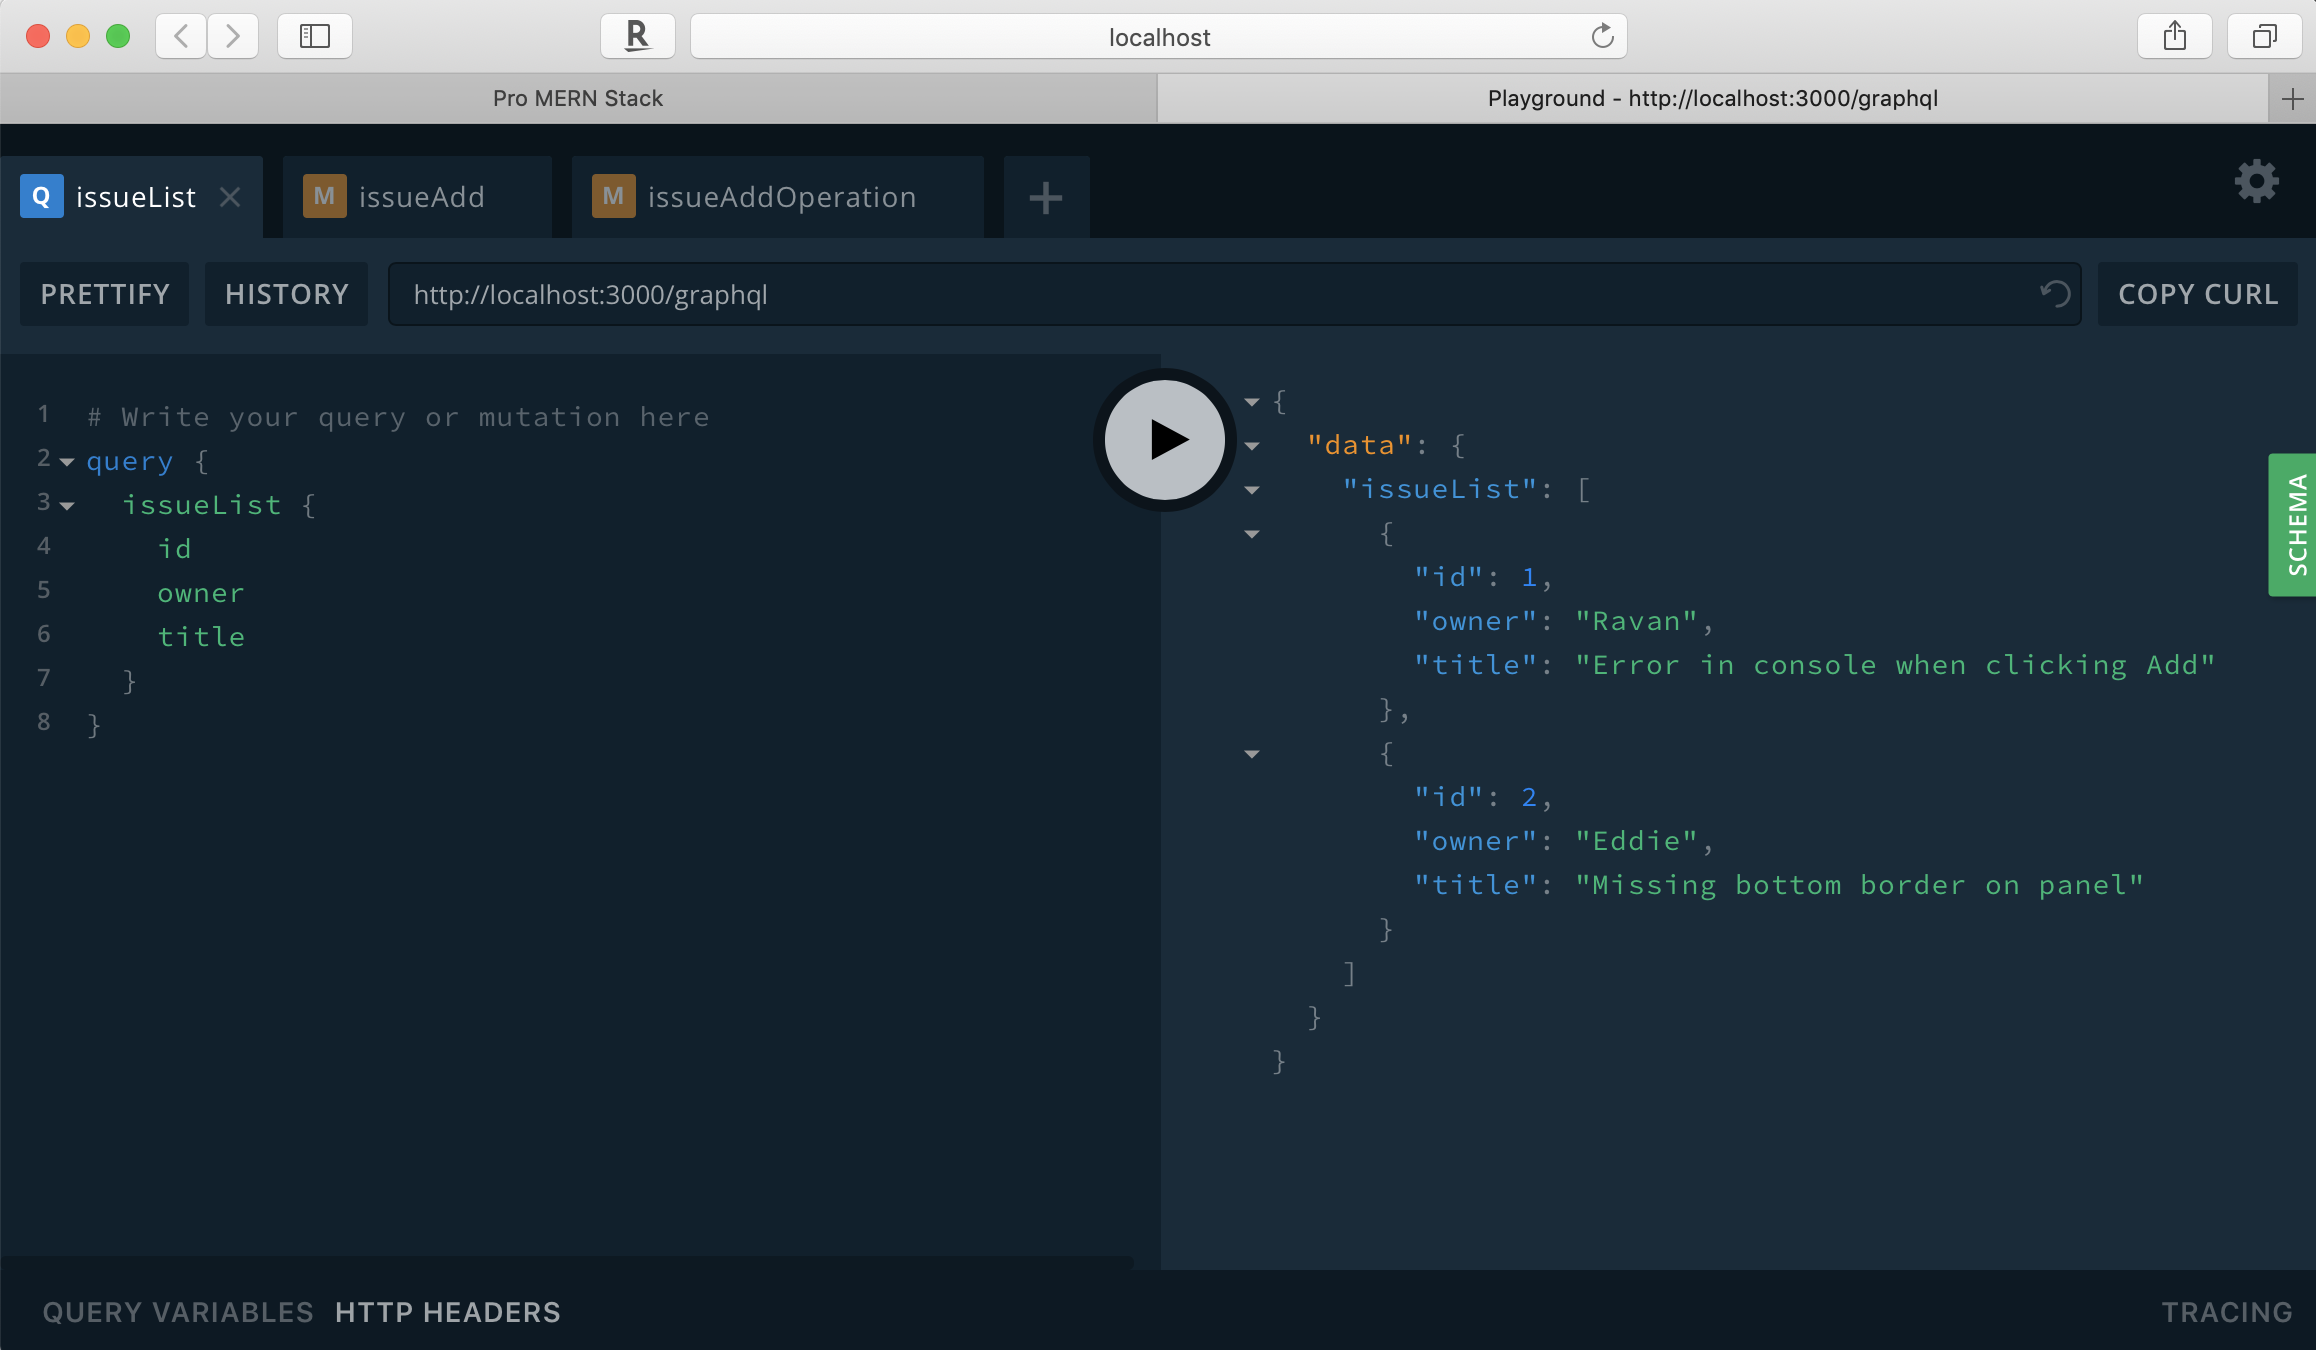 R
localhost
Pro MERN Stack
Playground - http://localhost:3000/graphql
Q issueList
M issueAdd
M issueAddOperation
PRETTIFY
HISTORY
http://localhost:3000/graphql
COPY CURL
1 # Write your query or mutation here
2 query {
3 issueList {
4 id
5 owner
6 title
7 }
8 }
{
"data": {
"issueList": [
{
"id": 1,
"owner": "Ravan",
"title": "Error in console when clicking Add"
},
{
"id": 2,
"owner": "Eddie",
"title": "Missing bottom border on panel"
}
]
}
}
SCHEMA
QUERY VARIABLES
HTTP HEADERS
TRACING